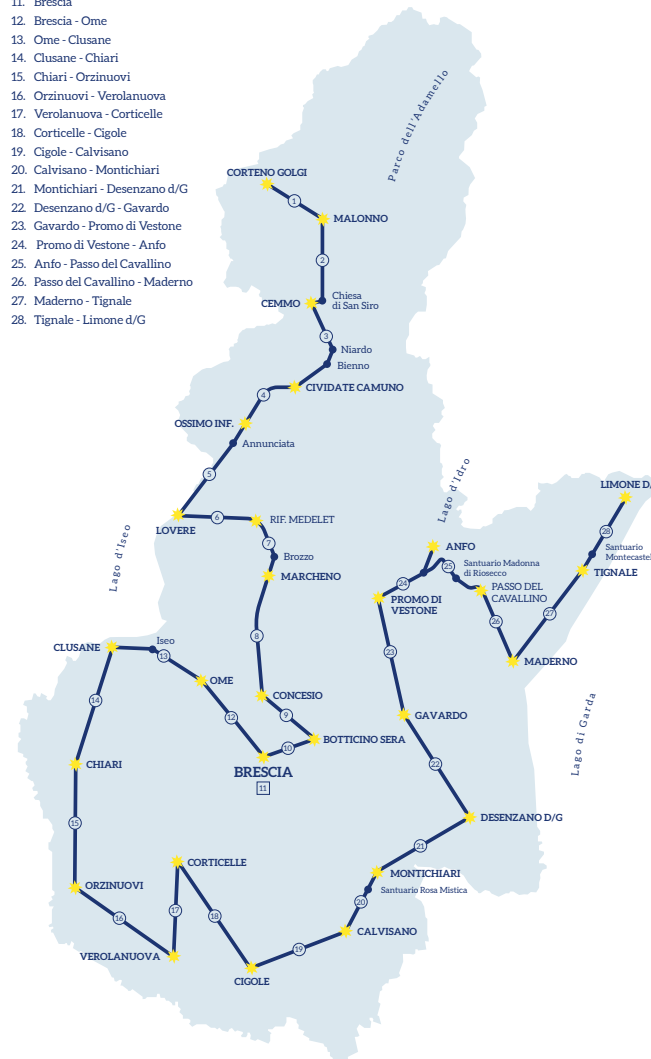 11. Brescia
12. Brescia - Ome
13. Ome - Clusane
14. Clusane - Chiari
15. Chiari - Orzinuovi
16. Orzinuovi - Verolanuova
17. Verolanuova - Corticelle
18. Corticelle - Cigole
19. Cigole - Calvisano
20. Calvisano - Montichiari
21. Montichiari - Desenzano d/G
22. Desenzano d/G - Gavardo
23. Gavardo - Promo di Vestone
24. Promo di Vestone - Anfo
25. Anfo - Passo del Cavallino
26. Passo del Cavallino - Maderno
27. Maderno - Tignale
28. Tignale - Limone d/G
Parco dell'Adamello
CORTENO GOLGI
1
MALONNO
2
CEMMO
Chiesa
di San Siro
3
Niardo
Bienno
CIVIDATE CAMUNO
4
OSSIMO INF.
Annunciata
5
LOVERE
6
RIF. MEDELET
7
Brozzo
MARCHENO
Lago d'Iseo
8
CONCESIO
9
BOTTICINO SERA
10
BRESCIA
11
12
OME
13
Iseo
CLUSANE
14
CHIARI
15
ORZINUOVI
16
VEROLANUOVA
17
CORTICELLE
18
CIGOLE
19
CALVISANO
20
Santuario Rosa Mistica
MONTICHIARI
21
DESENZANO D/G
22
GAVARDO
23
PROMO DI
VESTONE
24
ANFO
Lago d'Idro
25
Santuario Madonna
di Riosecco
PASSO DEL
CAVALLINO
26
MADERNO
27
TIGNALE
Santuario
Montecastel
28
LIMONE D/
Lago di Garda